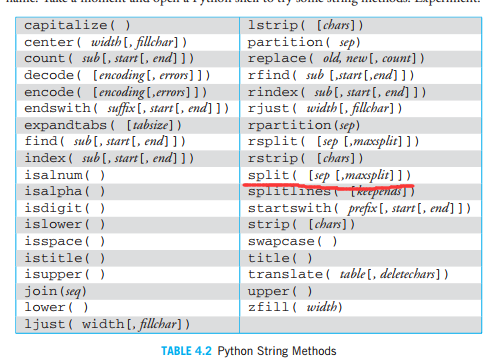 name. Take a moment and open a Python shell to try some string methods. Experiment.
capitalize( )
center( width[, fillchar])
count( sub[, start[, end]])
decode( [encoding[, errors]])
encode( [encoding[,errors]])
endswith( suffix[, start[, end]])
expandtabs( [tabsize])
find( sub[, start[, end]])
index( sub[, start[, end]])
isalnum( )
isalpha( )
isdigit( )
islower( )
isspace( )
istitle( )
isupper( )
join(seq)
lower( )
ljust( width[, fillchar])
lstrip( [chars])
partition( sep)
replace( old, new[, count])
rfind( sub [,start[,end]])
rindex( sub[, start[, end]])
rjust( width[, fillchar])
rpartition(sep)
rsplit( [sep [,maxsplit]])
rstrip( [chars])
split( [sep [,maxsplit]])
splitlines( [keepends])
startswith( prefix[, start[, end]])
strip( [chars])
swapcase( )
title( )
translate( table[, deletechars])
upper( )
zfill( width)
TABLE 4.2 Python String Methods